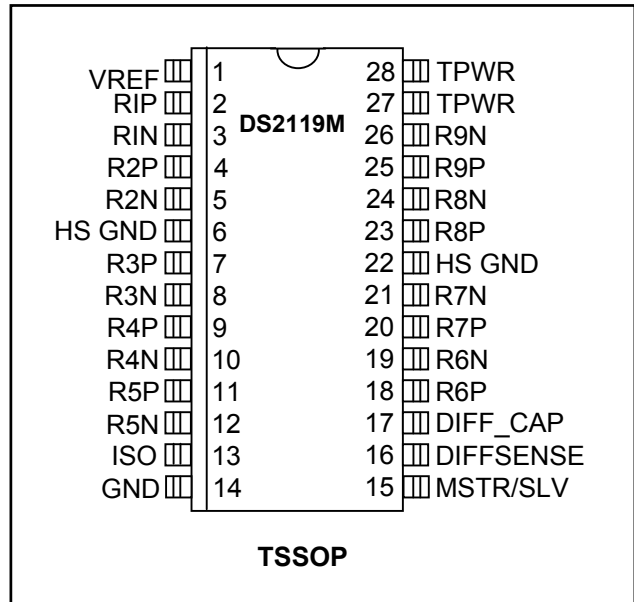 VREF 1 28 TPWR
RIP 2 27 TPWR
DS2119M
RIN 3 26 R9N
R2P 4 25 R9P
R2N 5 24 R8N
HS GND 6 23 R8P
R3P 7 22 HS GND
R3N 8 21 R7N
R4P 9 20 R7P
R4N 10 19 R6N
R5P 11 18 R6P
R5N 12 17 DIFF_CAP
ISO 13 16 DIFFSENSE
GND 14 15 MSTR/SLV
TSSOP